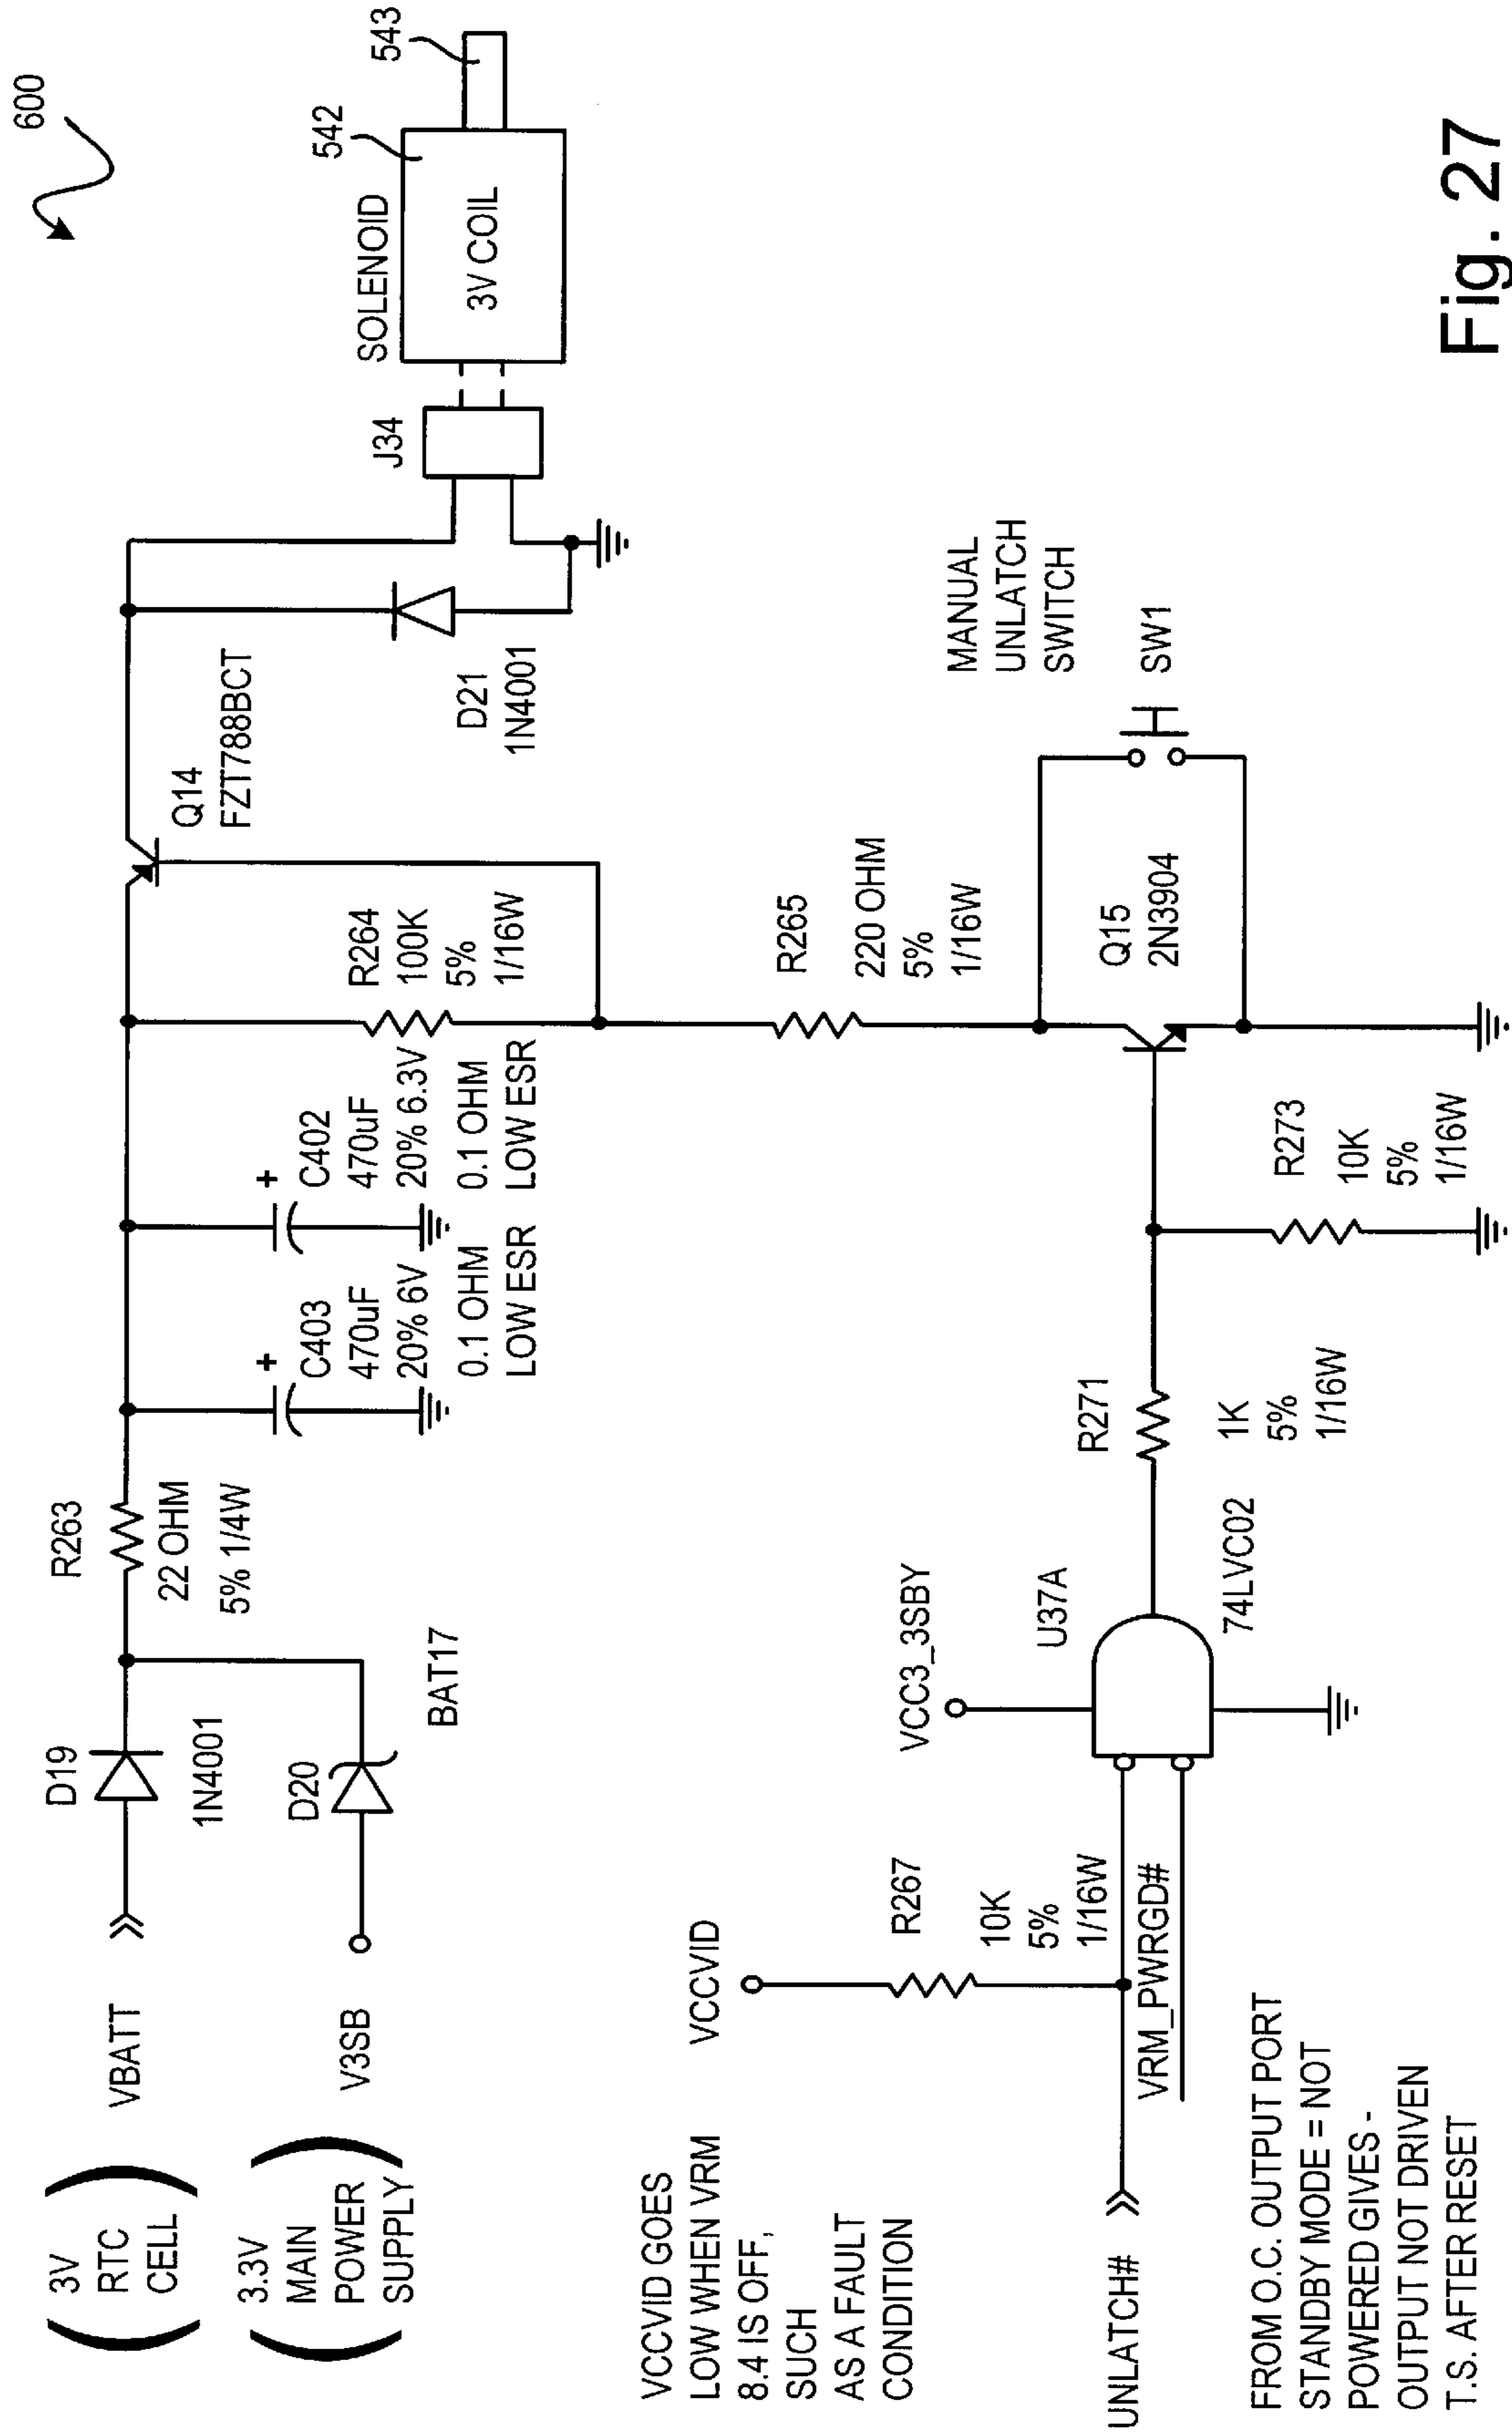 600
3V
RTC
CELL
VBATT
D19
1N4001
R263
22 OHM
5% 1/4W
3.3V
MAIN
POWER
SUPPLY
V3SB
D20
BAT17
+
C403
470uF
20% 6V
0.1 OHM
LOW ESR
+
C402
470uF
20% 6.3V
0.1 OHM
LOW ESR
R264
100K
5%
1/16W
Q14
FZT788BCT
D21
1N4001
J34
SOLENOID
3V COIL
542
543
R265
220 OHM
5%
1/16W
MANUAL
UNLATCH
SWITCH
SW1
Q15
2N3904
VCCVID GOES
LOW WHEN VRM
8.4 IS OFF,
SUCH
AS A FAULT
CONDITION
VCCVID
R267
10K
5%
1/16W
UNLATCH#
VRM_PWRGD#
VCC3_3SBY
U37A
74LVC02
R271
1K
5%
1/16W
R273
10K
5%
1/16W
FROM O.C. OUTPUT PORT
STANDBY MODE = NOT
POWERED GIVES -
OUTPUT NOT DRIVEN
T.S. AFTER RESET
Fig. 27